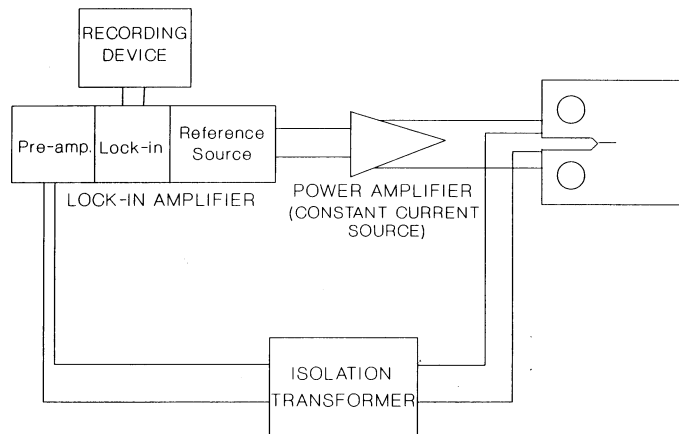 RECORDING
DEVICE
Pre-amp.
Lock-in
Reference
Source
LOCK-IN AMPLIFIER
POWER AMPLIFIER
(CONSTANT CURRENT
SOURCE)
ISOLATION
TRANSFORMER